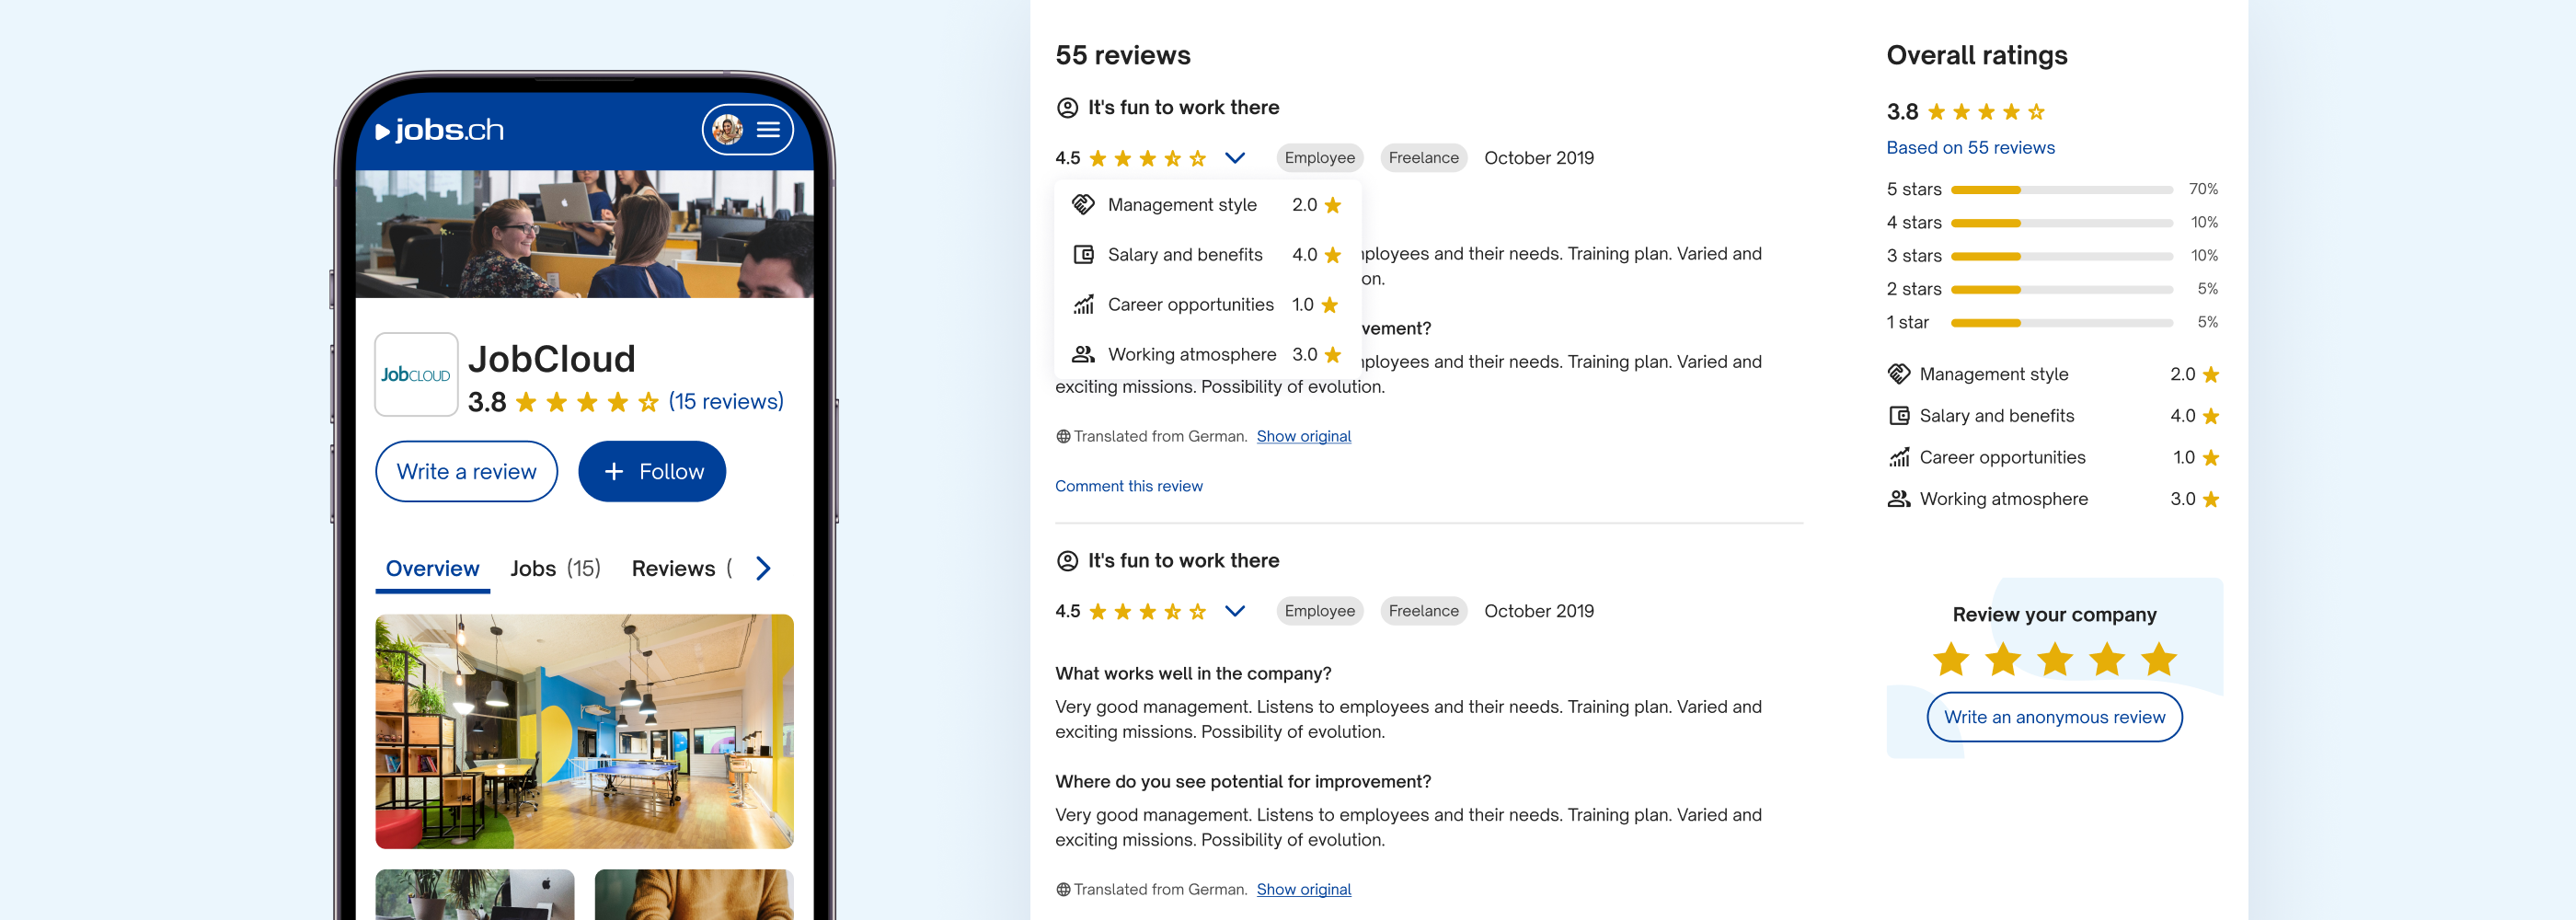 jobs.ch
JobCLOUD
JobCloud
3.8 (15 reviews)
Write a review
+ Follow
Overview Jobs (15) Reviews (
55 reviews
It's fun to work there
4.5 Employee Freelance October 2019
Management style 2.0
Salary and benefits 4.0
Career opportunities 1.0
Working atmosphere 3.0
mployees and their needs. Training plan. Varied and
on.
vement?
mployees and their needs. Training plan. Varied and
exciting missions. Possibility of evolution.
Translated from German. Show original
Comment this review
It's fun to work there
4.5 Employee Freelance October 2019
What works well in the company?
Very good management. Listens to employees and their needs. Training plan. Varied and
exciting missions. Possibility of evolution.
Where do you see potential for improvement?
Very good management. Listens to employees and their needs. Training plan. Varied and
exciting missions. Possibility of evolution.
Translated from German. Show original
Overall ratings
3.8
Based on 55 reviews
5 stars 70%
4 stars 10%
3 stars 10%
2 stars 5%
1 star 5%
Management style 2.0
Salary and benefits 4.0
Career opportunities 1.0
Working atmosphere 3.0
Review your company
Write an anonymous review